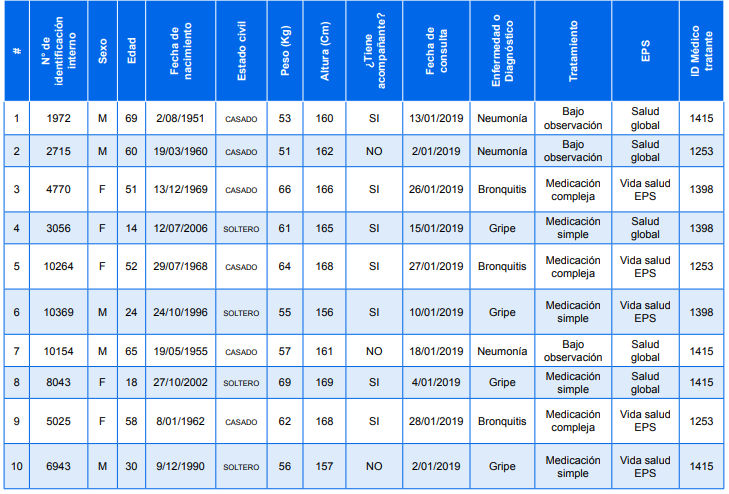 # N° de identificación interno Sexo Edad Fecha de nacimiento Estado civil Peso (Kg) Altura (Cm) ¿Tiene acompañante? Fecha de consulta Enfermedad o Diagnóstico Tratamiento EPS ID Médico tratante
1 1972 M 69 2/08/1951 CASADO 53 160 SI 13/01/2019 Neumonía Bajo observación Salud global 1415
2 2715 M 60 19/03/1960 CASADO 51 162 NO 2/01/2019 Neumonía Bajo observación Salud global 1253
3 4770 F 51 13/12/1969 CASADO 66 166 SI 26/01/2019 Bronquitis Medicación compleja Vida salud EPS 1398
4 3056 F 14 12/07/2006 SOLTERO 61 165 SI 15/01/2019 Gripe Medicación simple Salud global 1398
5 10264 F 52 29/07/1968 CASADO 64 168 SI 27/01/2019 Bronquitis Medicación compleja Vida salud EPS 1253
6 10369 M 24 24/10/1996 SOLTERO 55 156 SI 10/01/2019 Gripe Medicación simple Vida salud EPS 1398
7 10154 M 65 19/05/1955 CASADO 57 161 NO 18/01/2019 Neumonía Bajo observación Salud global 1415
8 8043 F 18 27/10/2002 SOLTERO 69 169 SI 4/01/2019 Gripe Medicación simple Salud global 1415
9 5025 F 58 8/01/1962 CASADO 62 168 SI 28/01/2019 Bronquitis Medicación compleja Vida salud EPS 1253
10 6943 M 30 9/12/1990 SOLTERO 56 157 NO 2/01/2019 Gripe Medicación simple Vida salud EPS 1415